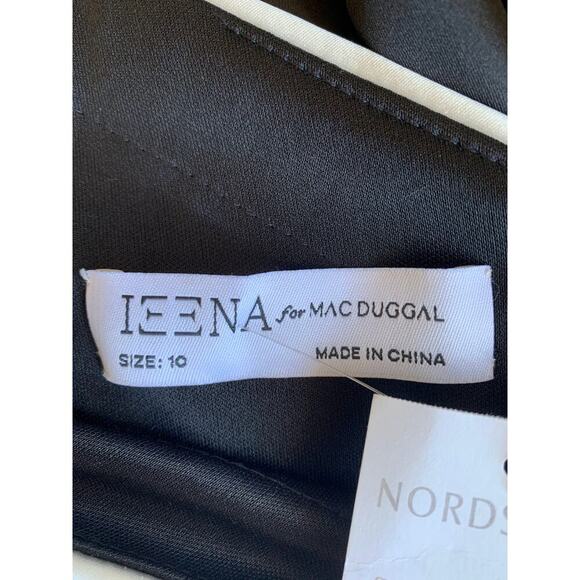 IEENA for MAC DUGGAL
SIZE: 10 MADE IN CHINA
NORDS